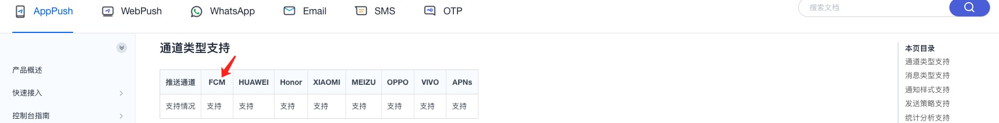 AppPush WebPush WhatsApp Email SMS OTP 搜索文档
产品概述
快速接入
控制台指南
通道类型支持
推送通道 FCM HUAWEI Honor XIAOMI MEIZU OPPO VIVO APNs
支持情况 支持 支持 支持 支持 支持 支持 支持 支持
本页目录
通道类型支持
消息类型支持
通知样式支持
发送策略支持
统计分析支持